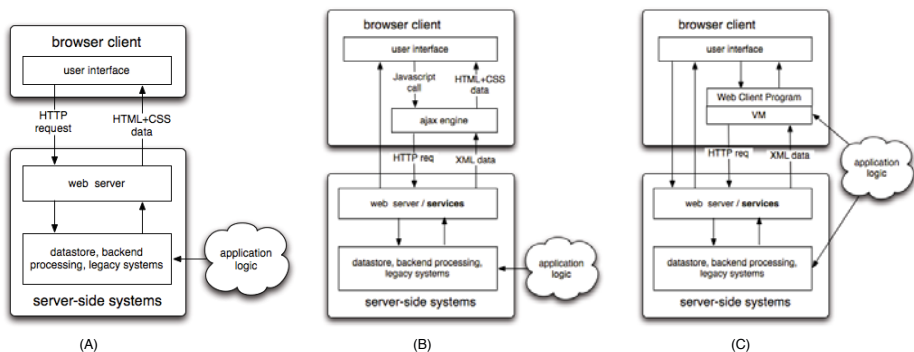 browser client
user interface
HTTP
request
HTML+CSS
data
web server
datastore, backend
processing, legacy systems
server-side systems
application
logic
(A)
browser client
user interface
Javascript
call
HTML+CSS
data
ajax engine
HTTP req
XML data
web server / services
datastore, backend processing,
legacy systems
server-side systems
application
logic
(B)
browser client
user interface
Web Client Program
VM
HTTP req
XML data
application
logic
web server / services
datastore, backend processing,
legacy systems
server-side systems
(C)